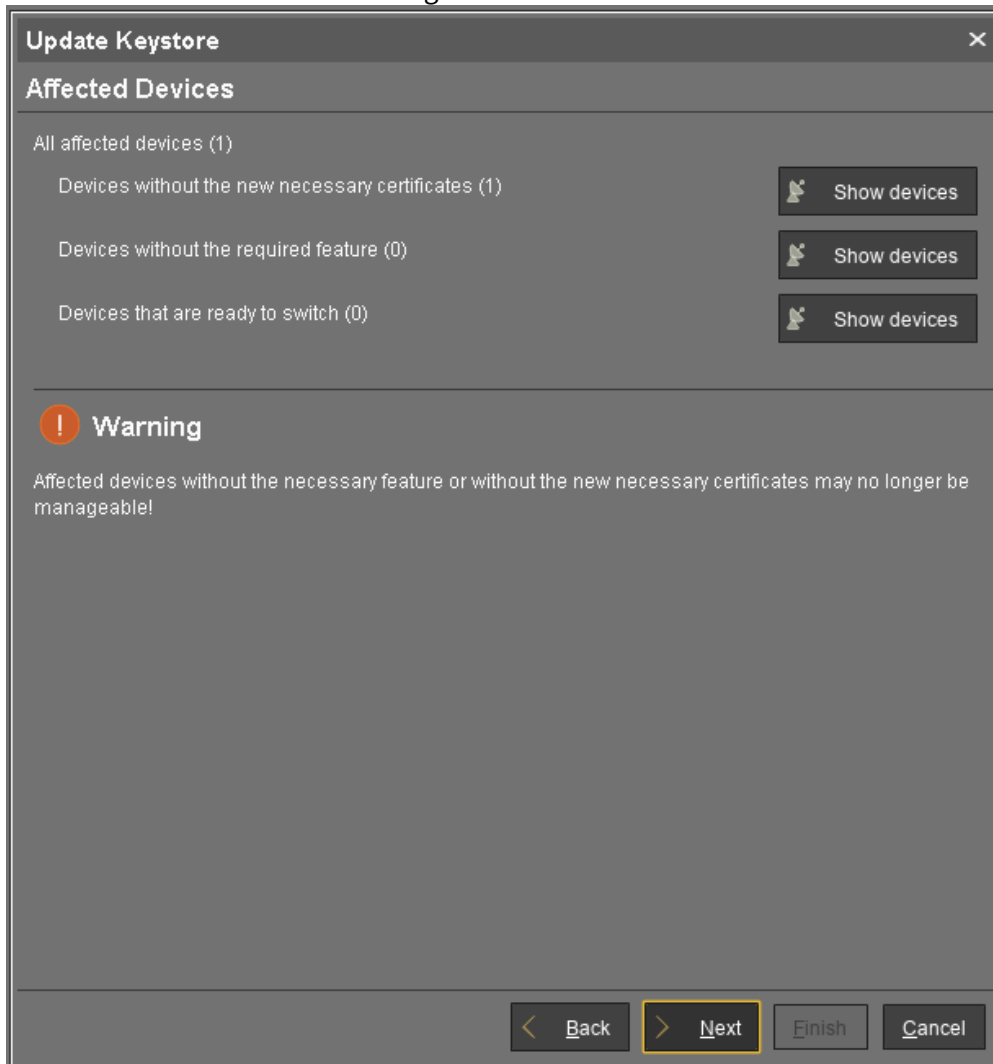 Update Keystore
Affected Devices
All affected devices (1)
Devices without the new necessary certificates (1)
Show devices
Devices without the required feature (0)
Show devices
Devices that are ready to switch (0)
Show devices
! Warning
Affected devices without the necessary feature or without the new necessary certificates may no longer be
manageable!
Back Next Finish Cancel